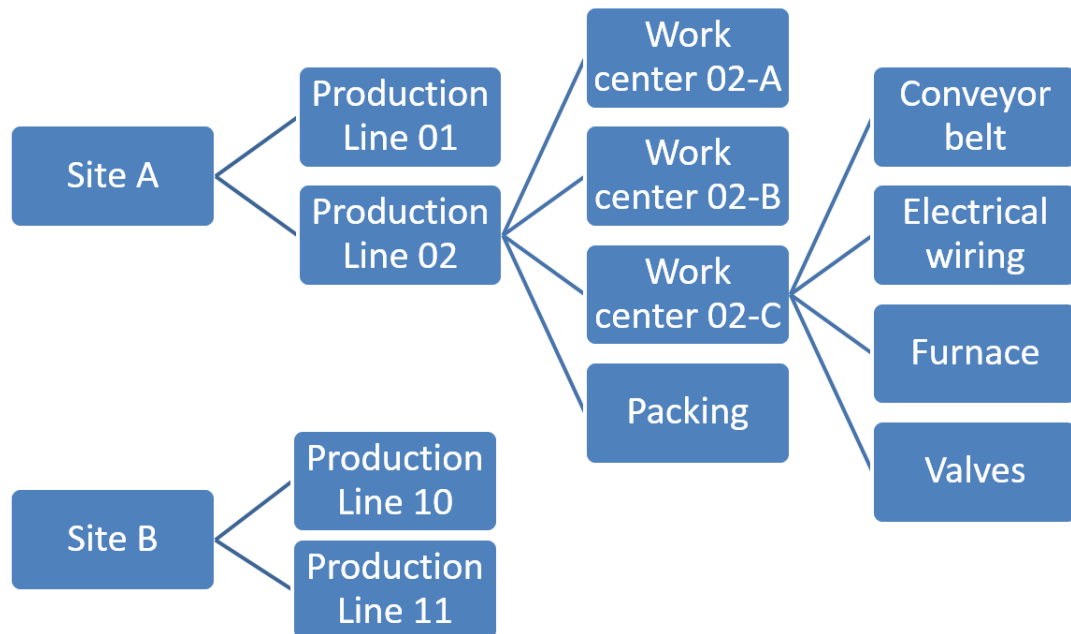 Site A
Production
Line 01
Production
Line 02
Work
center 02-A
Work
center 02-B
Work
center 02-C
Packing
Conveyor
belt
Electrical
wiring
Furnace
Valves
Site B
Production
Line 10
Production
Line 11